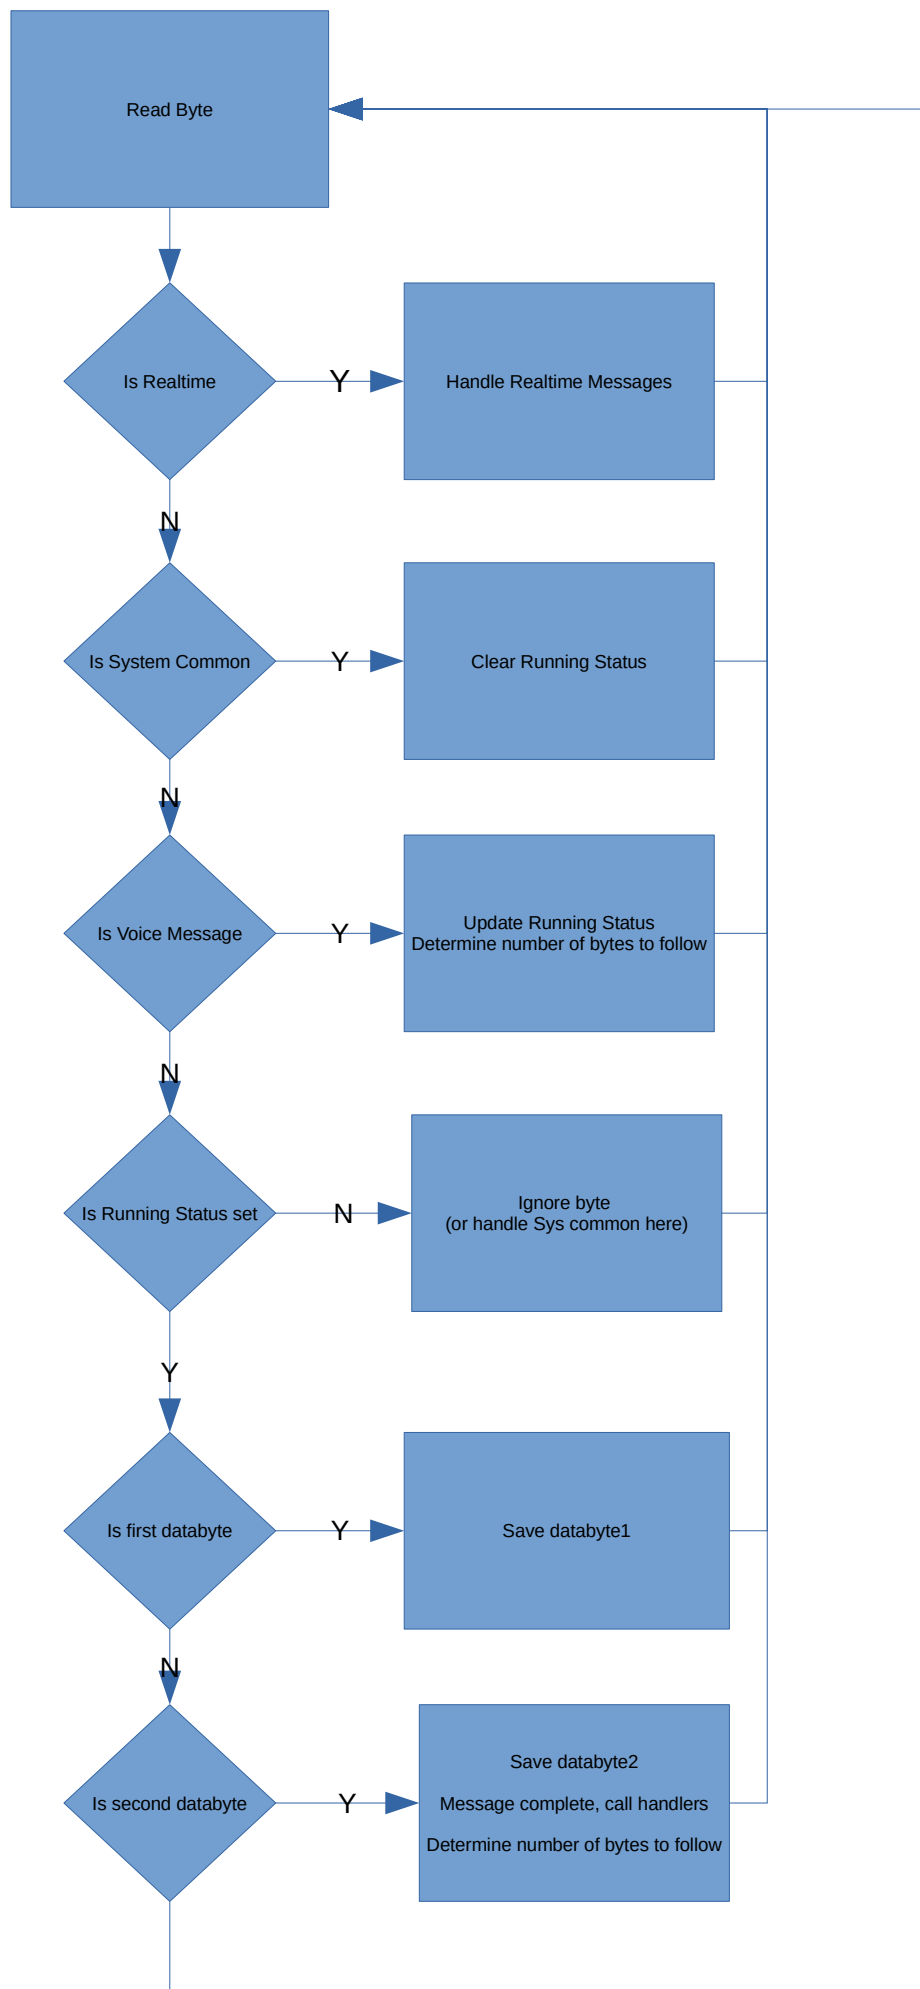 Read Byte
Is Realtime
Y
Handle Realtime Messages
N
Is System Common
Y
Clear Running Status
N
Is Voice Message
Y
Update Running Status
Determine number of bytes to follow
N
Is Running Status set
N
Ignore byte
(or handle Sys common here)
Y
Is first databyte
Y
Save databyte1
N
Is second databyte
Y
Save databyte2
Message complete, call handlers
Determine number of bytes to follow